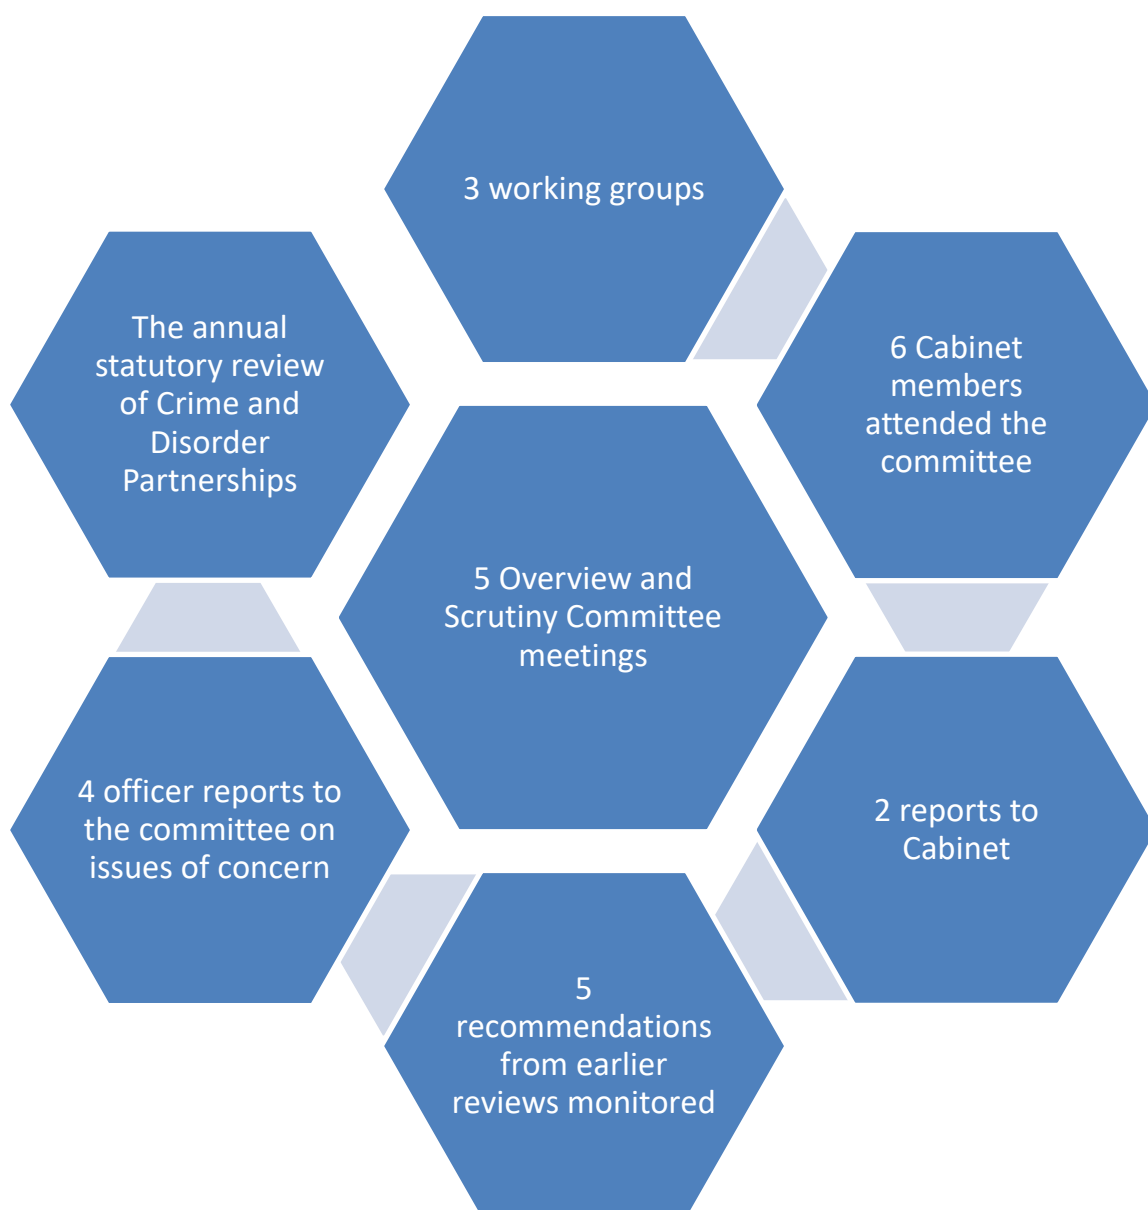 3 working groups
The annual
statutory review
of Crime and
Disorder
Partnerships
6 Cabinet
members
attended the
committee
5 Overview and
Scrutiny Committee
meetings
4 officer reports to
the committee on
issues of concern
2 reports to
Cabinet
5
recommendations
from earlier
reviews monitored